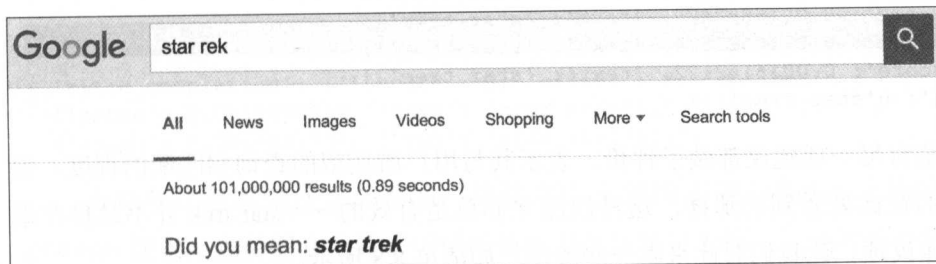 Google star rek
All News Images Videos Shopping More ▾ Search tools
About 101,000,000 results (0.89 seconds)
Did you mean: star trek